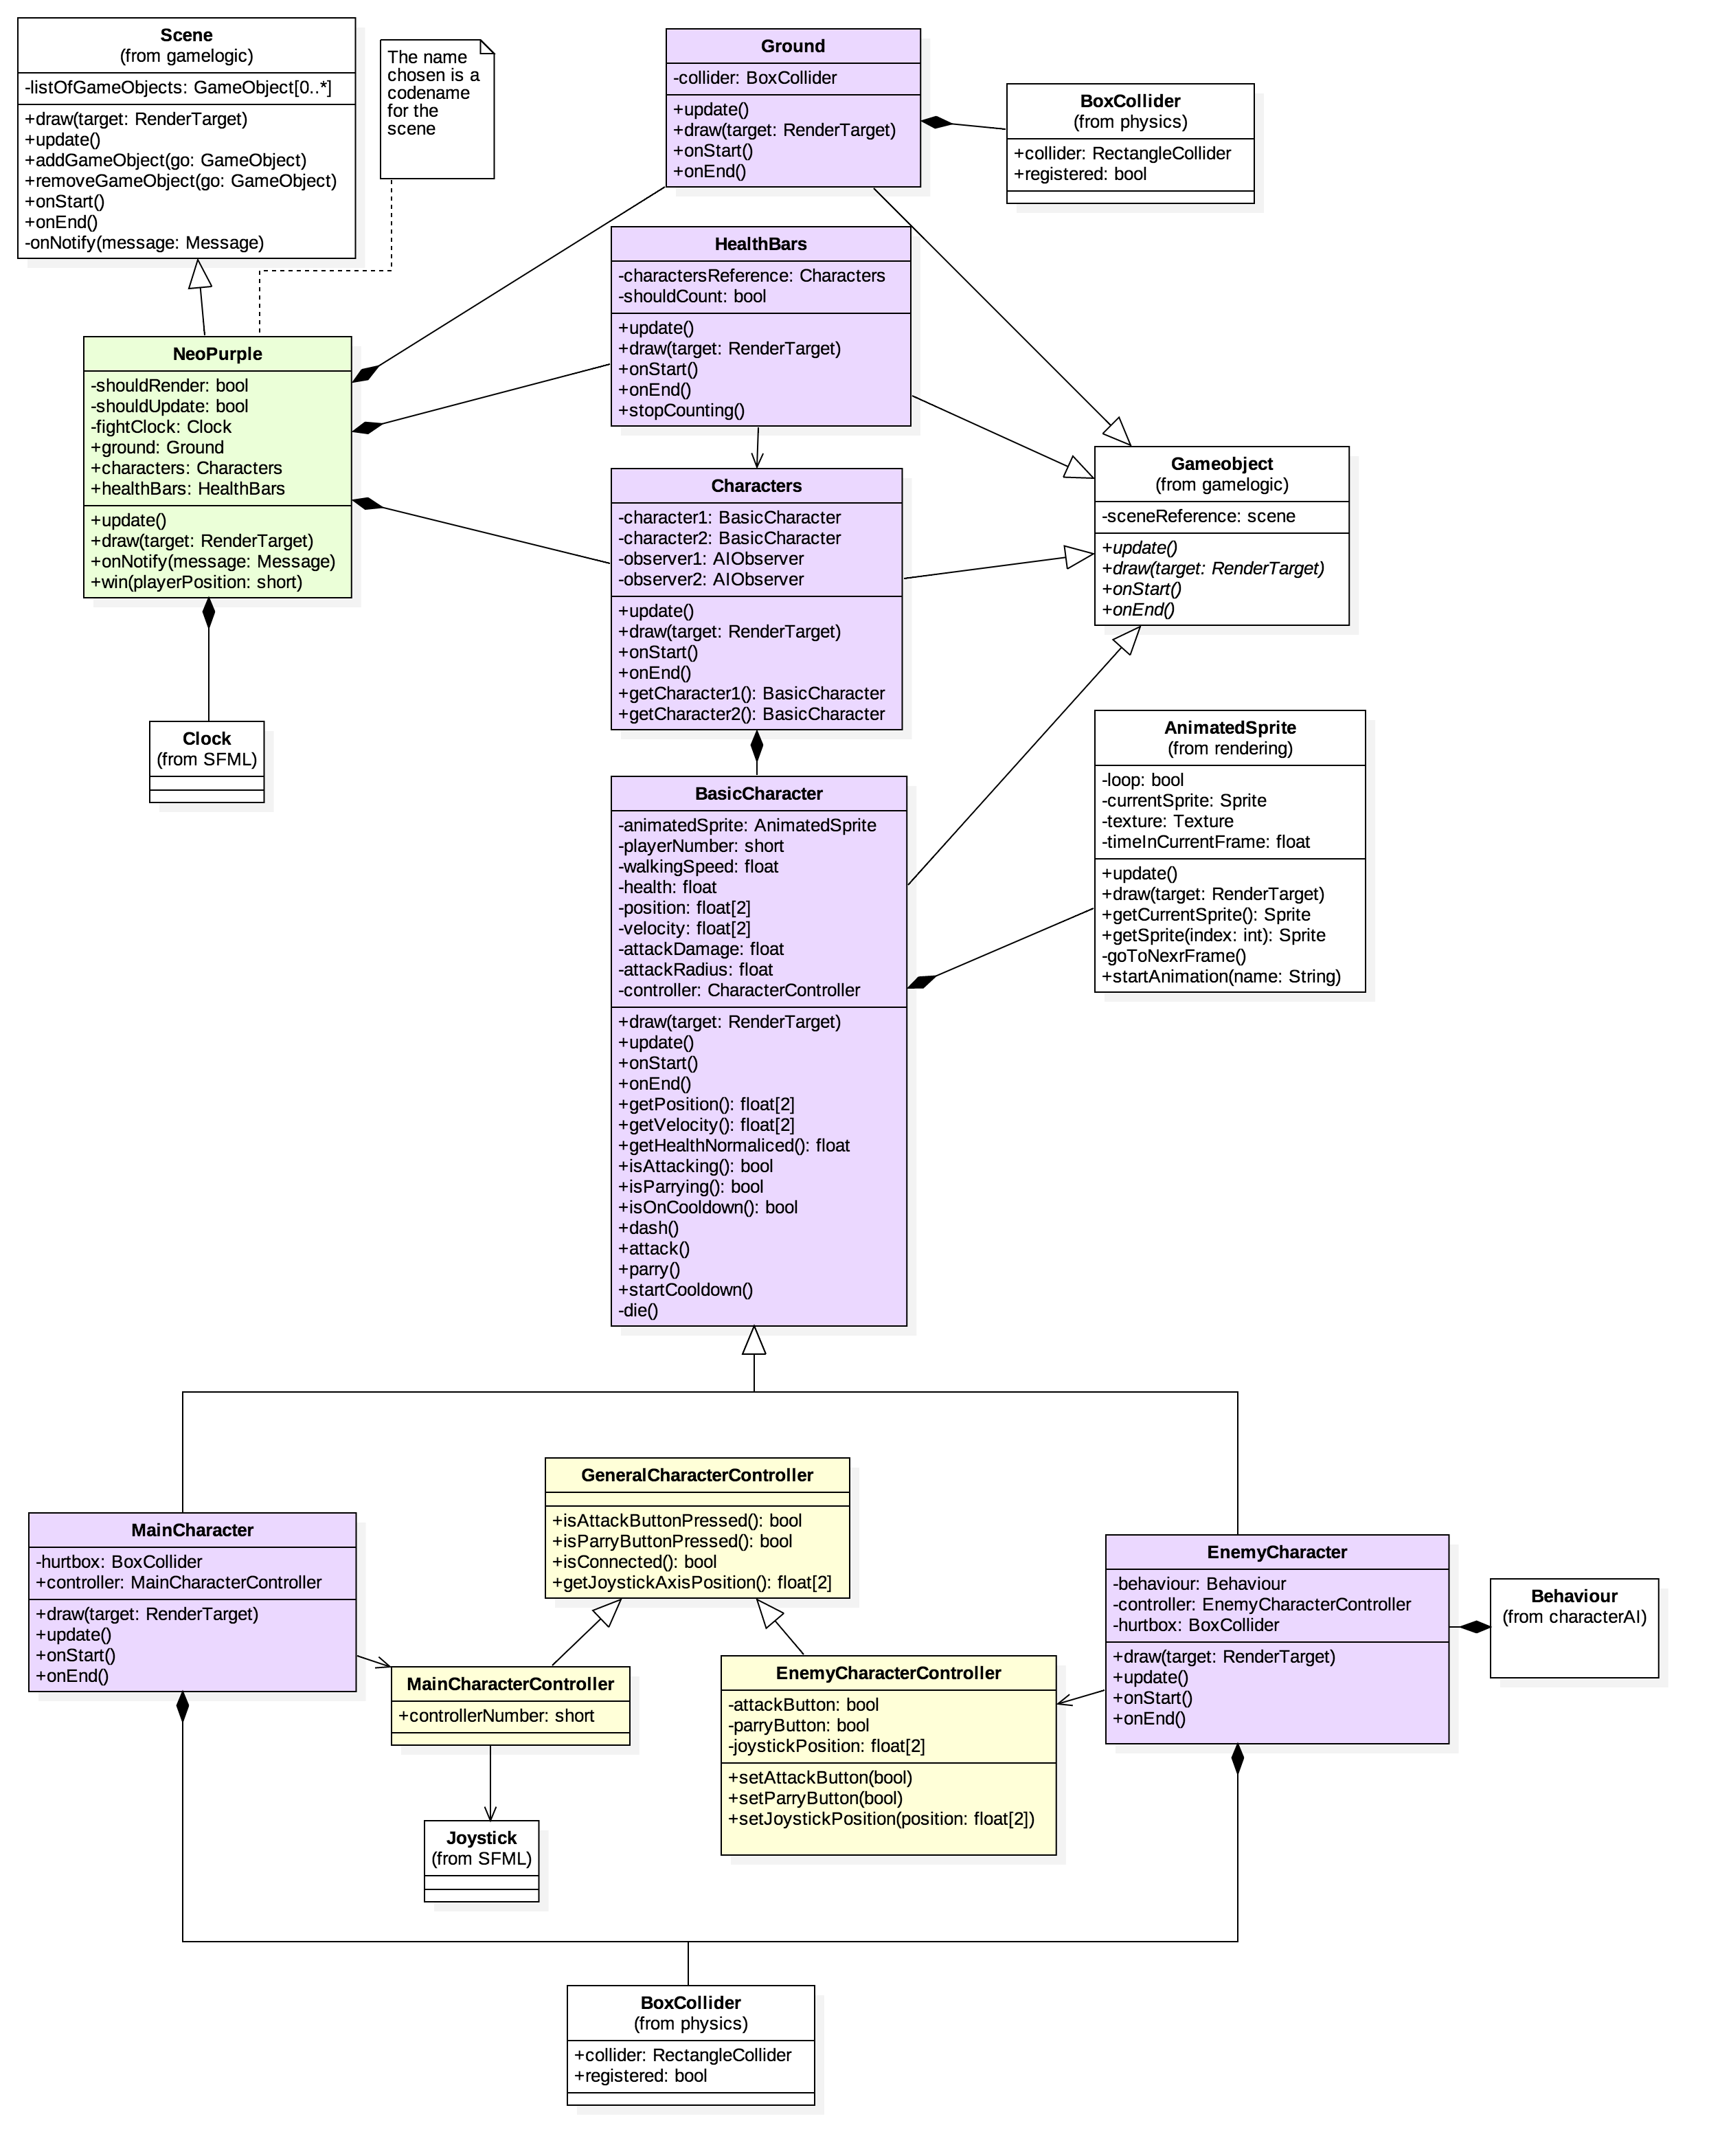 Scene
(from gamelogic)
-listOfGameObjects: GameObject[0..*]
+draw(target: RenderTarget)
+update()
+addGameObject(go: GameObject)
+removeGameObject(go: GameObject)
+onStart()
+onEnd()
-onNotify(message: Message)
The name
chosen is a
codename
for the
scene
Ground
-collider: BoxCollider
+update()
+draw(target: RenderTarget)
+onStart()
+onEnd()
BoxCollider
(from physics)
+collider: RectangleCollider
+registered: bool
HealthBars
-charactersReference: Characters
-shouldCount: bool
+update()
+draw(target: RenderTarget)
+onStart()
+onEnd()
+stopCounting()
NeoPurple
-shouldRender: bool
-shouldUpdate: bool
-fightClock: Clock
+ground: Ground
+characters: Characters
+healthBars: HealthBars
+update()
+draw(target: RenderTarget)
+onNotify(message: Message)
+win(playerPosition: short)
Characters
-character1: BasicCharacter
-character2: BasicCharacter
-observer1: AIObserver
-observer2: AIObserver
+update()
+draw(target: RenderTarget)
+onStart()
+onEnd()
+getCharacter1(): BasicCharacter
+getCharacter2(): BasicCharacter
Gameobject
(from gamelogic)
-sceneReference: scene
+update()
+draw(target: RenderTarget)
+onStart()
+onEnd()
Clock
(from SFML)
AnimatedSprite
(from rendering)
-loop: bool
-currentSprite: Sprite
-texture: Texture
-timeInCurrentFrame: float
+update()
+draw(target: RenderTarget)
+getCurrentSprite(): Sprite
+getSprite(index: int): Sprite
-goToNexrFrame()
+startAnimation(name: String)
BasicCharacter
-animatedSprite: AnimatedSprite
-playerNumber: short
-walkingSpeed: float
-health: float
-position: float[2]
-velocity: float[2]
-attackDamage: float
-attackRadius: float
-controller: CharacterController
+draw(target: RenderTarget)
+update()
+onStart()
+onEnd()
+getPosition(): float[2]
+getVelocity(): float[2]
+getHealthNormaliced(): float
+isAttacking(): bool
+isParrying(): bool
+isOnCooldown(): bool
+dash()
+attack()
+parry()
+startCooldown()
-die()
GeneralCharacterController
+isAttackButtonPressed(): bool
+isParryButtonPressed(): bool
+isConnected(): bool
+getJoystickAxisPosition(): float[2]
MainCharacter
-hurtbox: BoxCollider
+controller: MainCharacterController
+draw(target: RenderTarget)
+update()
+onStart()
+onEnd()
EnemyCharacter
-behaviour: Behaviour
-controller: EnemyCharacterController
-hurtbox: BoxCollider
+draw(target: RenderTarget)
+update()
+onStart()
+onEnd()
Behaviour
(from characterAI)
MainCharacterController
+controllerNumber: short
EnemyCharacterController
-attackButton: bool
-parryButton: bool
-joystickPosition: float[2]
+setAttackButton(bool)
+setParryButton(bool)
+setJoystickPosition(position: float[2])
Joystick
(from SFML)
BoxCollider
(from physics)
+collider: RectangleCollider
+registered: bool